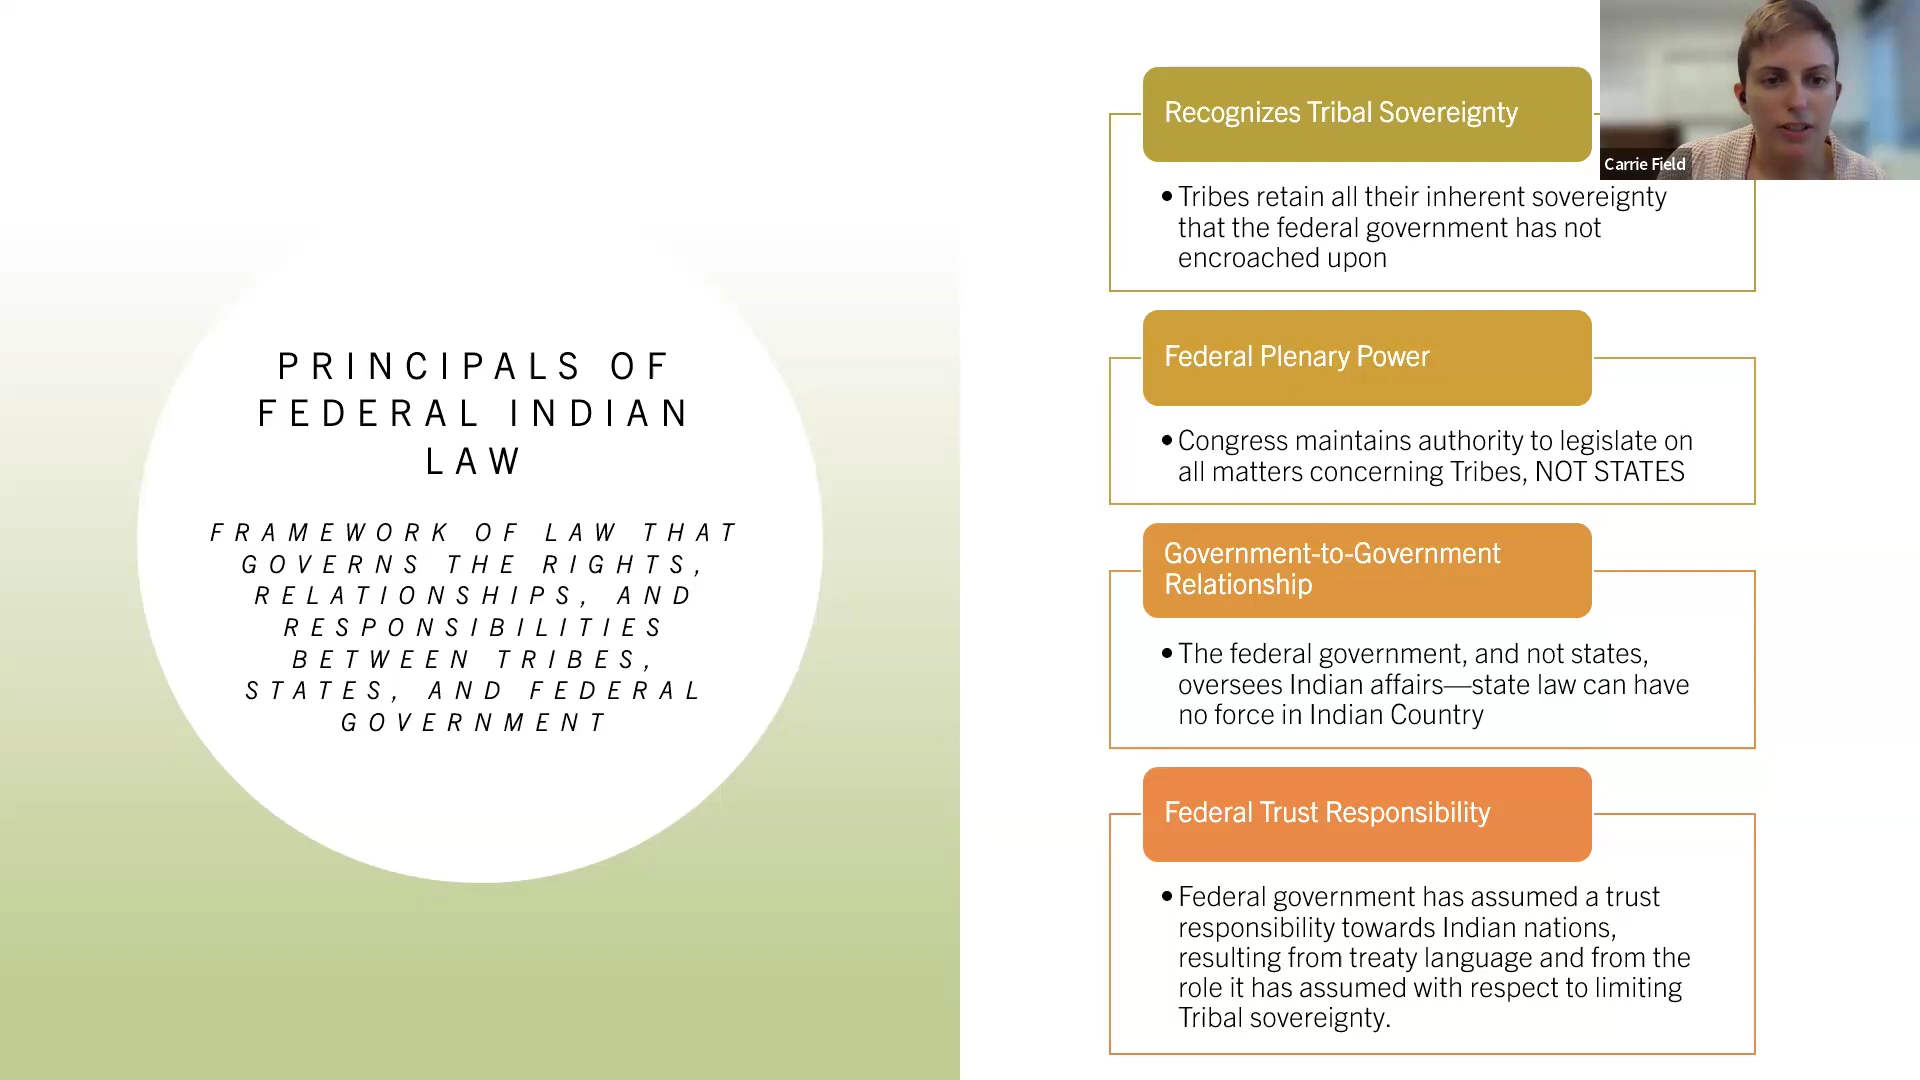 PRINCIPALS OF
FEDERAL INDIAN
LAW
FRAMEWORK OF LAW THAT
GOVERNS THE RIGHTS,
RELATIONSHIPS, AND
RESPONSIBILITIES
BETWEEN TRIBES,
STATES, AND FEDERAL
GOVERNMENT
Recognizes Tribal Sovereignty
• Tribes retain all their inherent sovereignty
that the federal government has not
encroached upon
Federal Plenary Power
• Congress maintains authority to legislate on
all matters concerning Tribes, NOT STATES
Government-to-Government
Relationship
• The federal government, and not states,
oversees Indian affairs—state law can have
no force in Indian Country
Federal Trust Responsibility
• Federal government has assumed a trust
responsibility towards Indian nations,
resulting from treaty language and from the
role it has assumed with respect to limiting
Tribal sovereignty.
Carrie Field